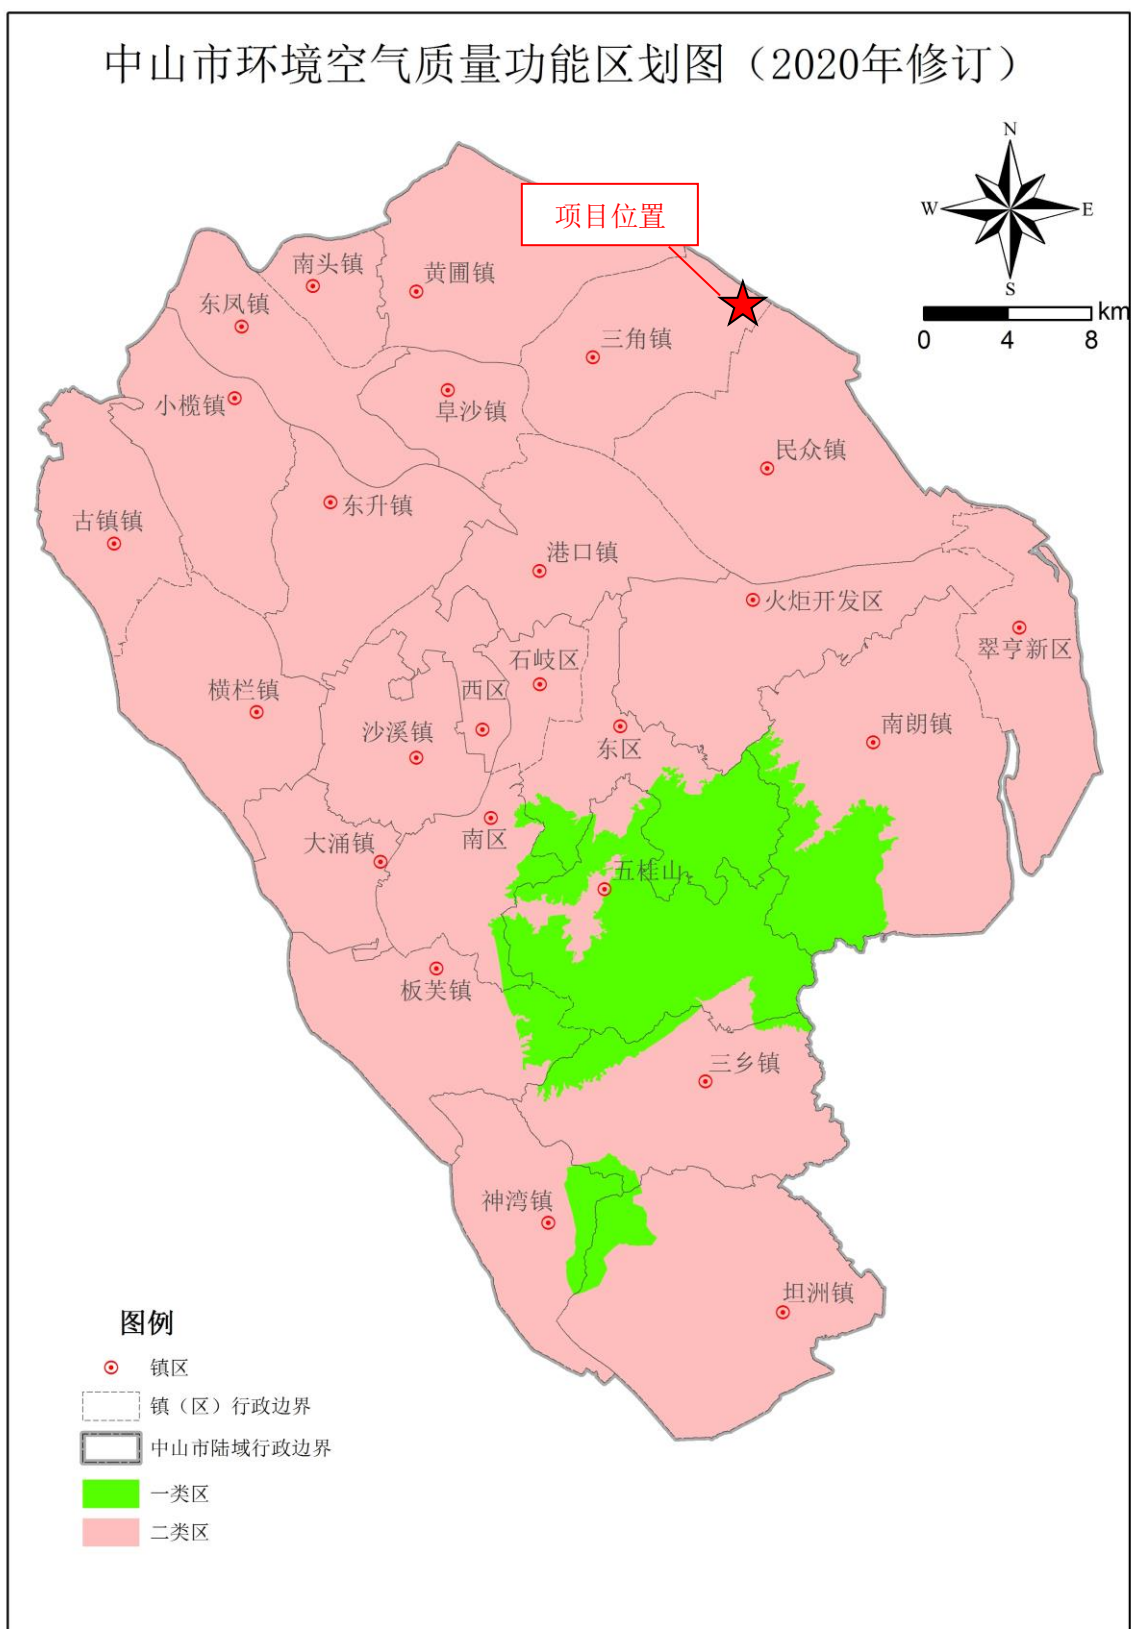 中山市环境空气质量功能区划图（2020年修订）
N
W
E
S
km
0 4 8
项目位置
南头镇
黄圃镇
东凤镇
三角镇
小榄镇
阜沙镇
民众镇
东升镇
古镇镇
港口镇
火炬开发区
翠亨新区
石岐区
横栏镇
西区
沙溪镇
东区
南朗镇
南区
大涌镇
五桂山
板芙镇
三乡镇
神湾镇
坦洲镇
图例
镇区
镇（区）行政边界
中山市陆域行政边界
一类区
二类区